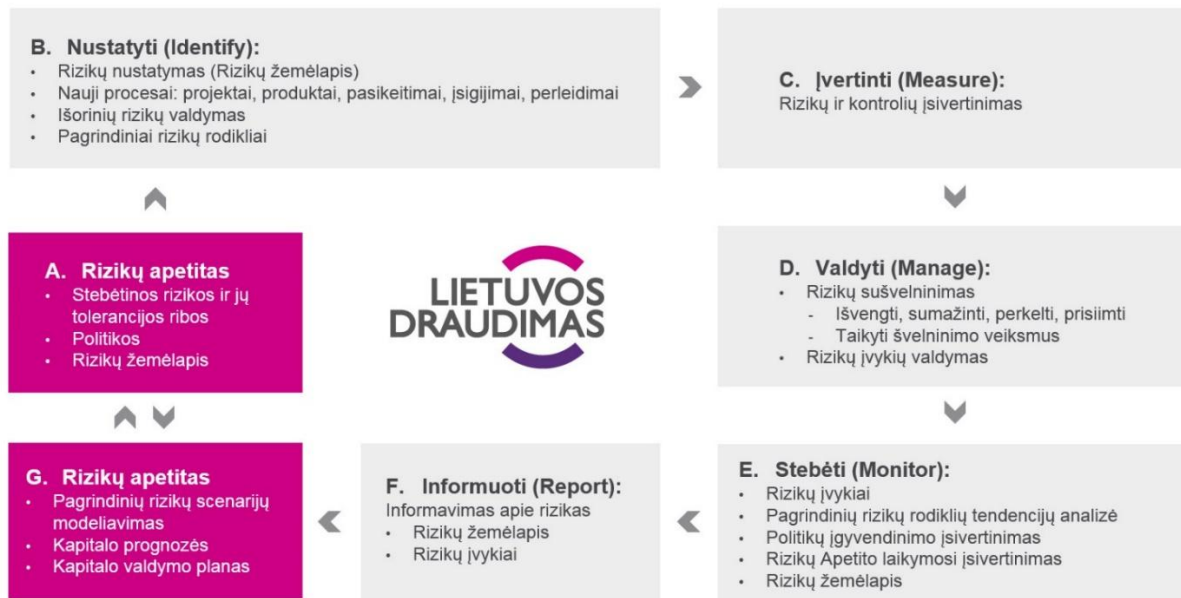 B. Nustatyti (Identify):
• Rizikų nustatymas (Rizikų žemėlapis)
• Nauji procesai: projektai, produktai, pasikeitimai, įsigijimai, perleidimai
• Išorinių rizikų valdymas
• Pagrindiniai rizikų rodikliai
C. Įvertinti (Measure):
Rizikų ir kontrolių įsivertinimas
A. Rizikų apetitas
• Stebėtinos rizikos ir jų
tolerancijos ribos
• Politikos
• Rizikų žemėlapis
LIETUVOS
DRAUDIMAS
D. Valdyti (Manage):
• Rizikų sušvelninimas
- Išvengti, sumažinti, perkelti, prisiimti
- Taikyti švelninimo veiksmus
• Rizikų įvykių valdymas
G. Rizikų apetitas
• Pagrindinių rizikų scenarijų
modeliavimas
• Kapitalo prognozės
• Kapitalo valdymo planas
F. Informuoti (Report):
Informavimas apie rizikas
• Rizikų žemėlapis
• Rizikų įvykiai
E. Stebėti (Monitor):
• Rizikų įvykiai
• Pagrindinių rizikų rodiklių tendencijų analizė
• Politikų įgyvendinimo įsivertinimas
• Rizikų Apetito laikymosi įsivertinimas
• Rizikų žemėlapis